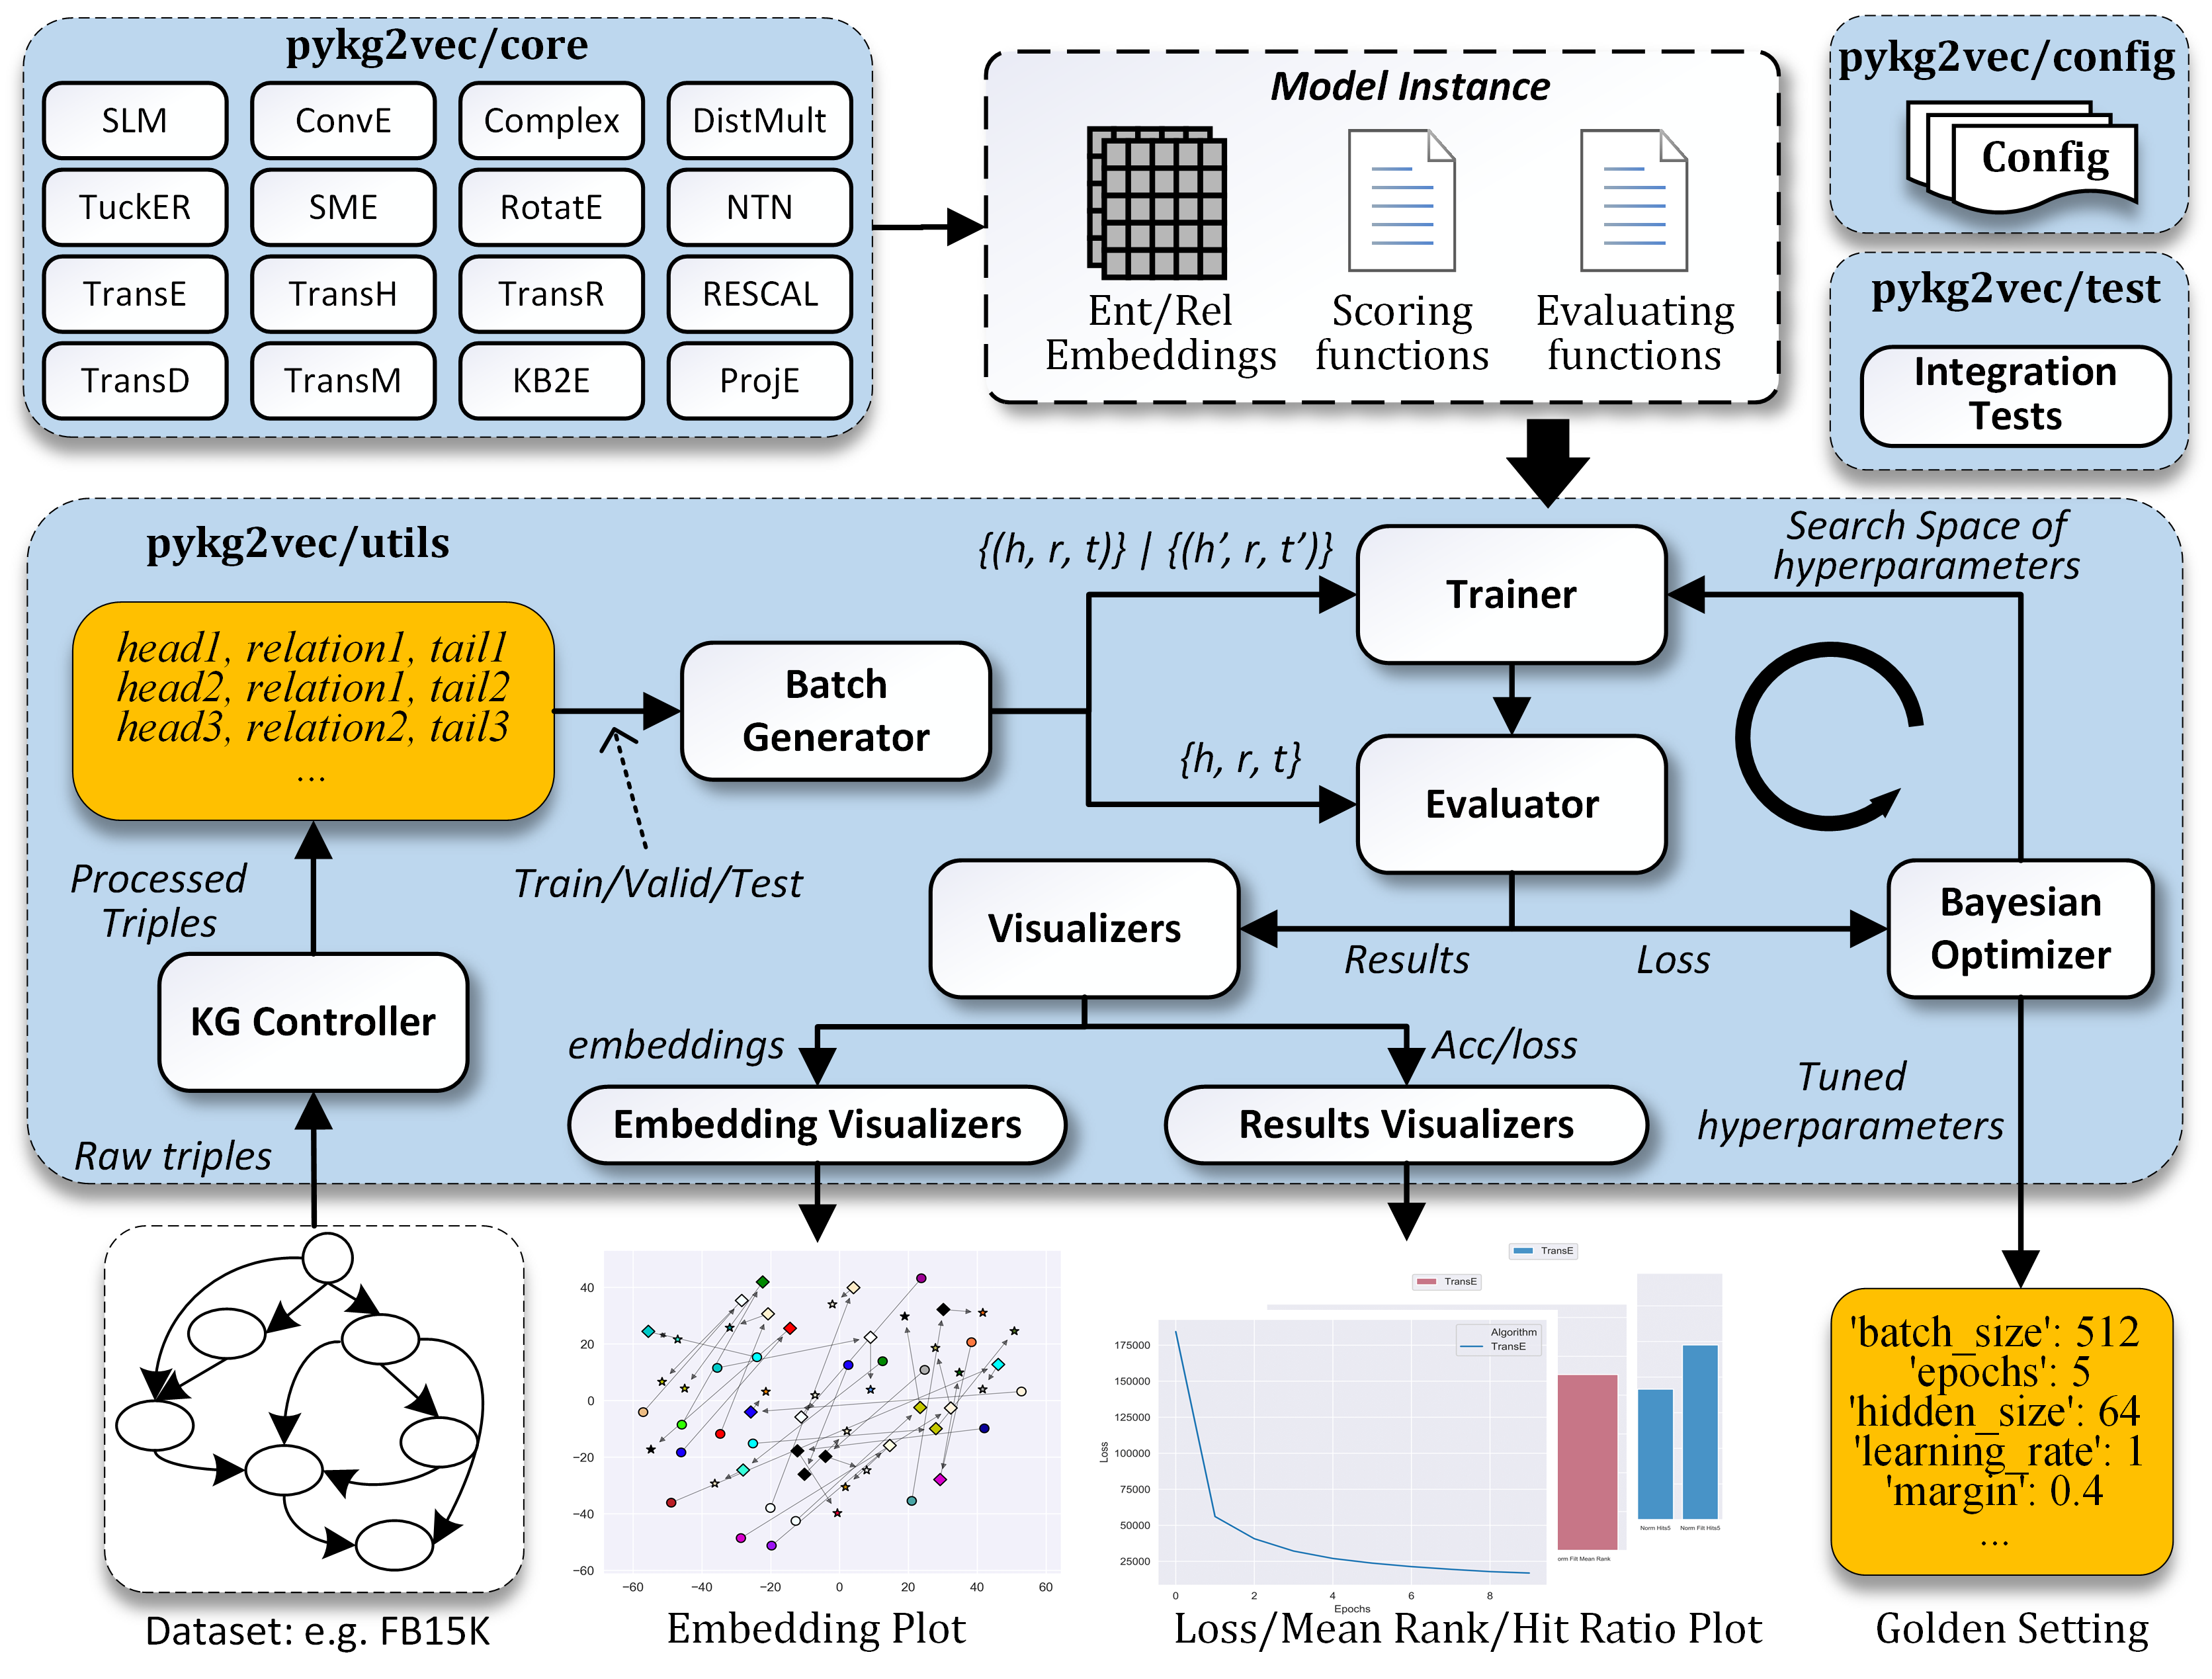 pykg2vec/core
SLM
ConvE
Complex
DistMult
TuckER
SME
RotatE
NTN
TransE
TransH
TransR
RESCAL
TransD
TransM
KB2E
ProjE
Model Instance
Ent/Rel
Embeddings
Scoring
functions
Evaluating
functions
pykg2vec/config
Config
pykg2vec/test
Integration
Tests
pykg2vec/utils
head1, relation1, tail1
head2, relation1, tail2
head3, relation2, tail3
...
Train/Valid/Test
Batch
Generator
{(h, r, t)} | {(h’, r, t’)}
{h, r, t}
Trainer
Evaluator
Search Space of
hyperparameters
Processed
Triples
KG Controller
Raw triples
Visualizers
Results
Loss
Bayesian
Optimizer
embeddings
Acc/loss
Embedding Visualizers
Results Visualizers
Tuned
hyperparameters
Dataset: e.g. FB15K
40
20
0
−20
−40
−60
−60
−40
−20
0
20
40
60
Embedding Plot
TransE
TransE
Algorithm
TransE
175000
150000
125000
100000
75000
50000
25000
Loss
0
2
4
6
8
Epochs
orm Filt Mean Rank
Norm Hits5
Norm Filt Hits5
Loss/Mean Rank/Hit Ratio Plot
'batch_size': 512
'epochs': 5
'hidden_size': 64
'learning_rate': 1
'margin': 0.4
...
Golden Setting